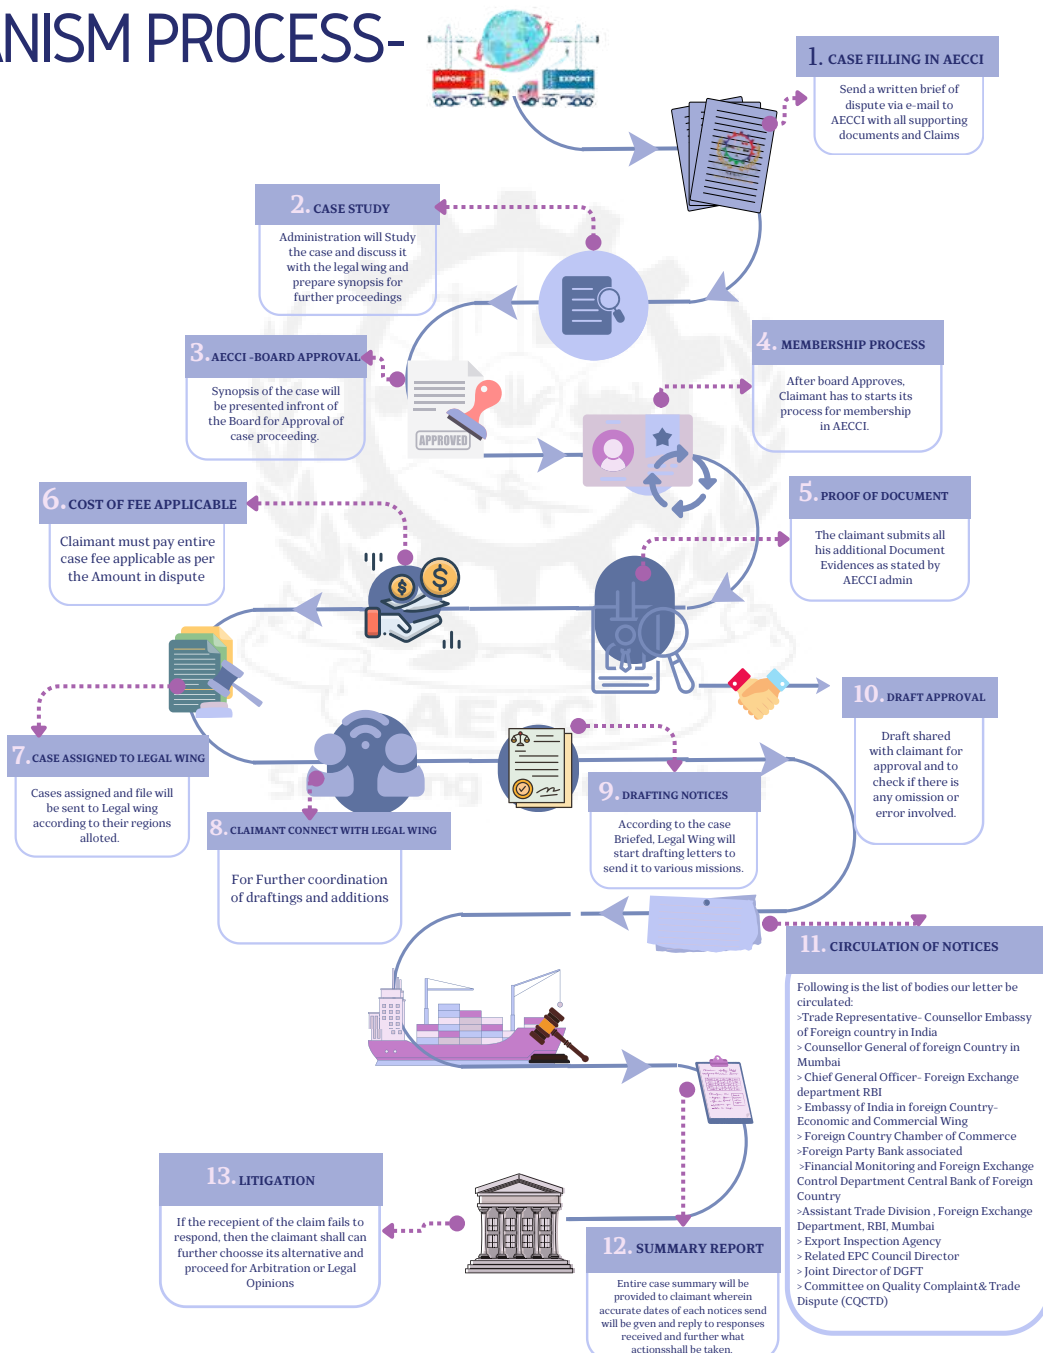 ANISM PROCESS-
IMPORT
EXPORT
1. CASE FILLING IN AECCI
Send a written brief of
dispute via e-mail to
AECCI with all supporting
documents and Claims
2. CASE STUDY
Administration will Study
the case and discuss it
with the legal wing and
prepare synopsis for
further proceedings
3. AECCI -BOARD APPROVAL
Synopsis of the case will
be presented infront of
the Board for Approval of
case proceeding.
APPROVED
4. MEMBERSHIP PROCESS
After board Approves,
Claimant has to starts its
process for membership
in AECCI.
5. PROOF OF DOCUMENT
The claimant submits all
his additional Document
Evidences as stated by
AECCI admin
6. COST OF FEE APPLICABLE
Claimant must pay entire
case fee applicable as per
the Amount in dispute
7. CASE ASSIGNED TO LEGAL WING
Cases assigned and file will
be sent to Legal wing
according to their regions
alloted.
8. CLAIMANT CONNECT WITH LEGAL WING
For Further coordination
of draftings and additions
9. DRAFTING NOTICES
According to the case
Briefed, Legal Wing will
start drafting letters to
send it to various missions.
10. DRAFT APPROVAL
Draft shared
with claimant for
approval and to
check if there is
any omission or
error involved.
AECCI
11. CIRCULATION OF NOTICES
Following is the list of bodies our letter be
circulated:
>Trade Representative- Counsellor Embassy
of Foreign country in India
> Counsellor General of foreign Country in
Mumbai
> Chief General Officer- Foreign Exchange
department RBI
> Embassy of India in foreign Country-
Economic and Commercial Wing
> Foreign Country Chamber of Commerce
>Foreign Party Bank associated
>Financial Monitoring and Foreign Exchange
Control Department Central Bank of Foreign
Country
>Assistant Trade Division , Foreign Exchange
Department, RBI, Mumbai
> Export Inspection Agency
> Related EPC Council Director
> Joint Director of DGFT
> Committee on Quality Complaint& Trade
Dispute (CQCTD)
12. SUMMARY REPORT
Entire case summary will be
provided to claimant wherein
accurate dates of each notices send
will be gven and reply to responses
received and further what
actionsshall be taken.
13. LITIGATION
If the recepient of the claim fails to
respond, then the claimant shall can
further choosse its alternative and
proceed for Arbitration or Legal
Opinions